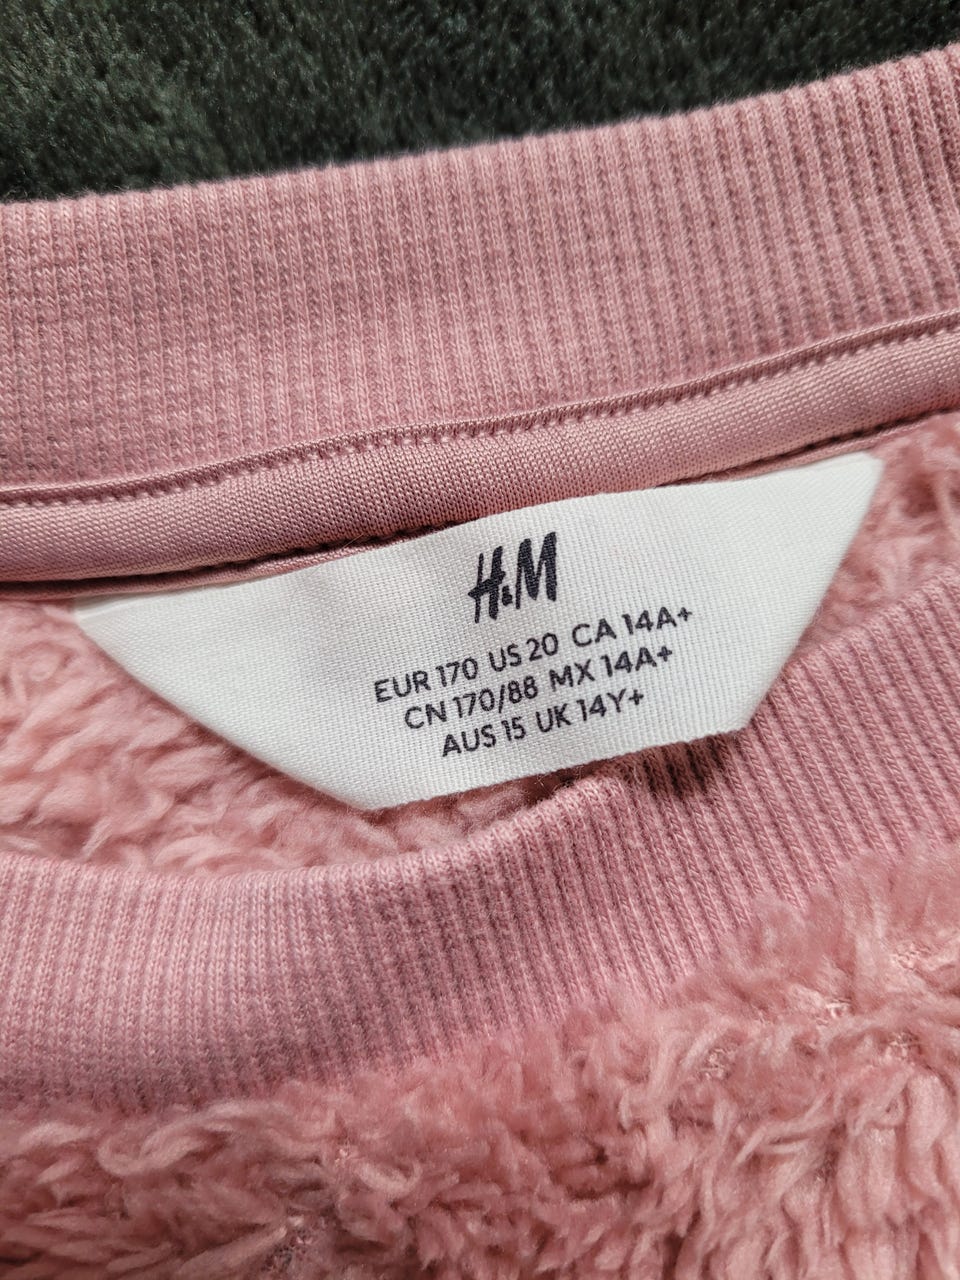 H&M
EUR 170 US 20 CA 14A+
CN 170/88 MX 14A+
AUS 15 UK 14Y+